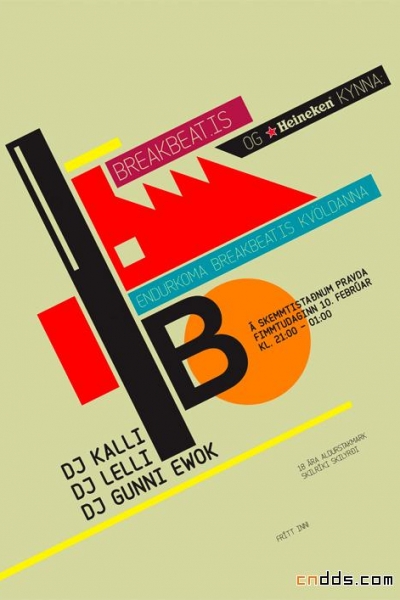 BREAKBEAT.IS
OG Heineken KYNNA:
ENDURKOMA BREAKBEAT.IS KVOLDANNA
B
Á SKEMMTISTAÐNUM PRAVDA
FIMMTUDAGINN 10. FEBRÚAR
KL. 21:00 - 01:00
DJ KALLI
DJ LELLI
DJ GUNNI EWOK
18 ÁRA ALDURSTAKMARK
SKILRÍKI SKILYRÐI
FRÍTT INN!
cndds.com